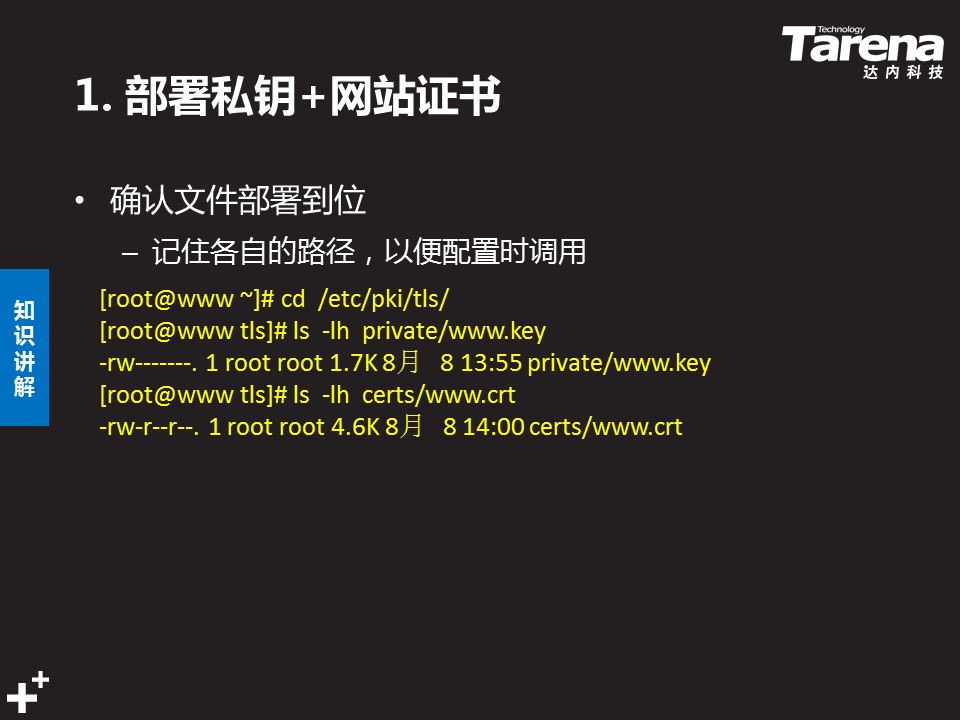 Technology
Tarena
达内科技
1. 部署私钥+网站证书
• 确认文件部署到位
– 记住各自的路径，以便配置时调用
知识讲解
[root@www ~]# cd  /etc/pki/tls/
[root@www tls]# ls  -lh  private/www.key
-rw-------. 1 root root 1.7K 8月   8 13:55 private/www.key
[root@www tls]# ls  -lh  certs/www.crt
-rw-r--r--. 1 root root 4.6K 8月   8 14:00 certs/www.crt